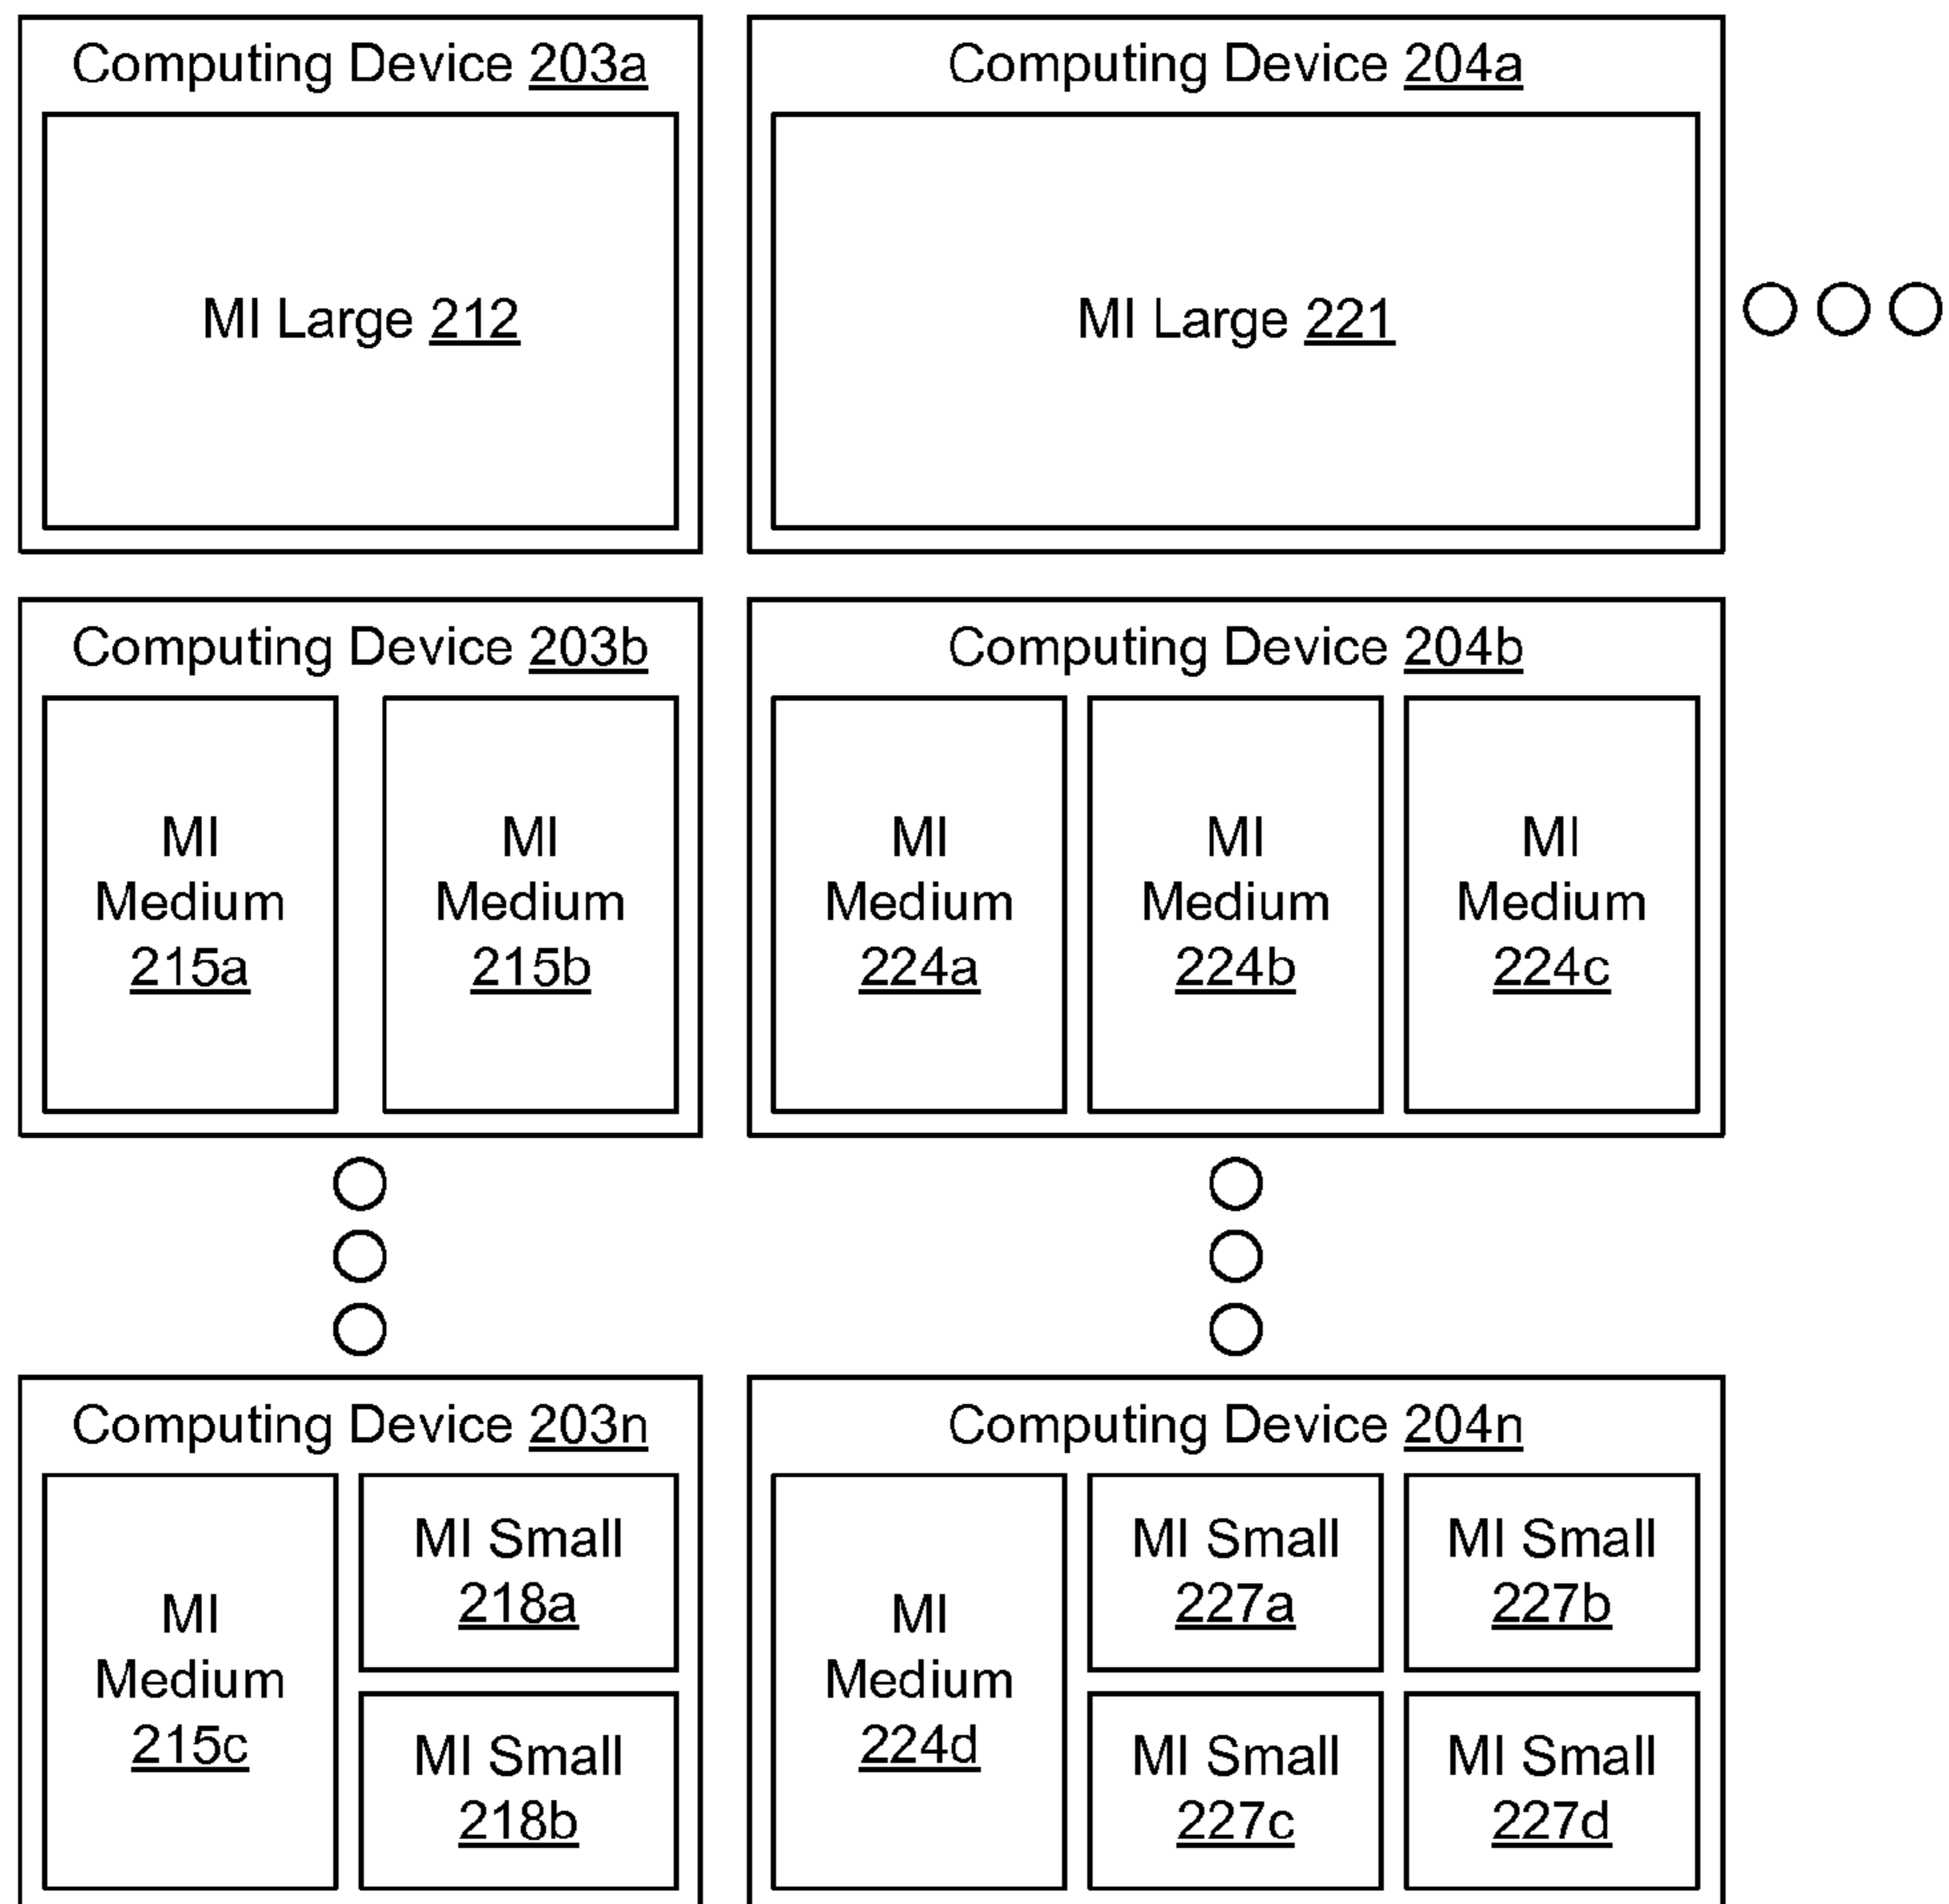 Computing Device 203a
MI Large 212
Computing Device 204a
MI Large 221
Computing Device 203b
MI
Medium
215a
MI
Medium
215b
Computing Device 204b
MI
Medium
224a
MI
Medium
224b
MI
Medium
224c
Computing Device 203n
MI
Medium
215c
MI Small
218a
MI Small
218b
Computing Device 204n
MI
Medium
224d
MI Small
227a
MI Small
227b
MI Small
227c
MI Small
227d